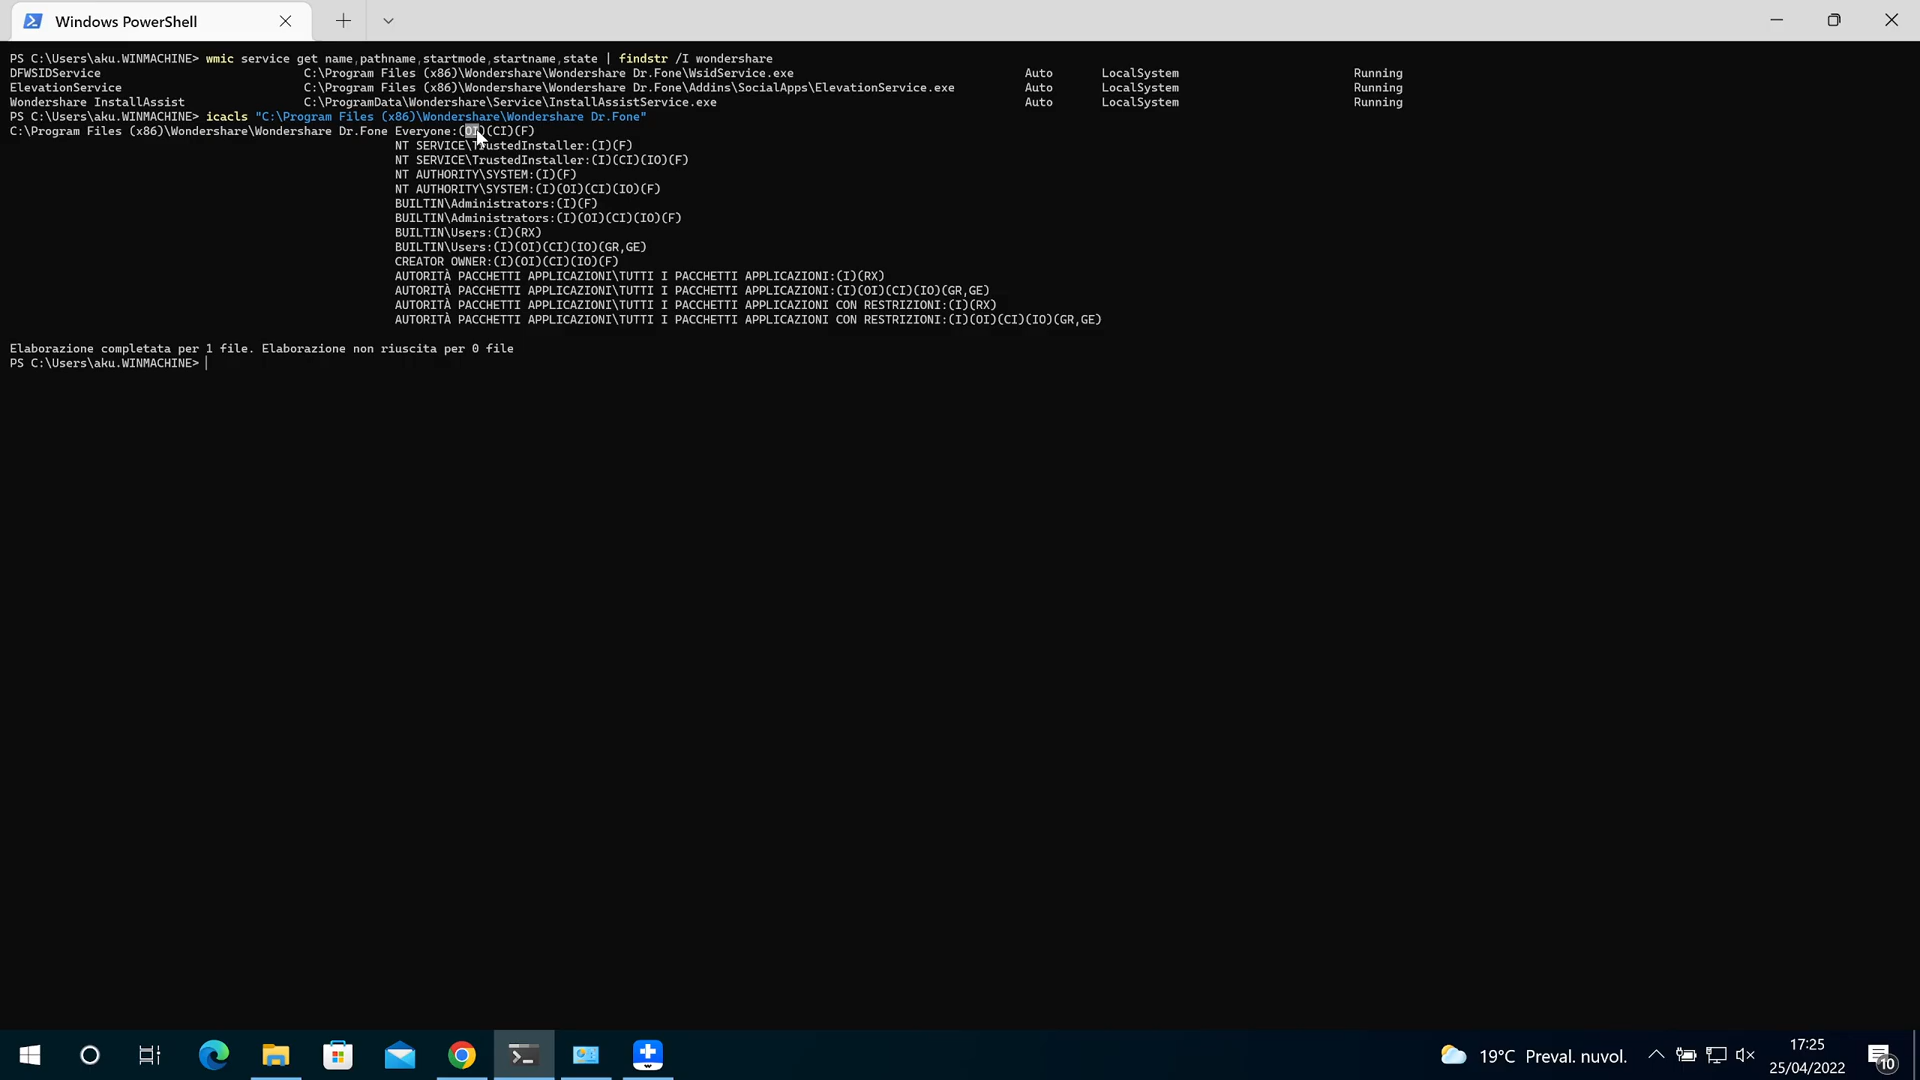 Windows PowerShell
PS C:\Users\aku.WINMACHINE> wmic service get name,pathname,startmode,startname,state | findstr /I wondershare
DFWSIDService C:\Program Files (x86)\Wondershare\Wondershare Dr.Fone\WsidService.exe Auto LocalSystem Running
ElevationService C:\Program Files (x86)\Wondershare\Wondershare Dr.Fone\Addins\SocialApps\ElevationService.exe Auto LocalSystem Running
Wondershare InstallAssist C:\ProgramData\Wondershare\Service\InstallAssistService.exe Auto LocalSystem Running
PS C:\Users\aku.WINMACHINE> icacls "C:\Program Files (x86)\Wondershare\Wondershare Dr.Fone"
C:\Program Files (x86)\Wondershare\Wondershare Dr.Fone Everyone:(OI)(CI)(F)
NT SERVICE\TrustedInstaller:(I)(F)
NT SERVICE\TrustedInstaller:(I)(CI)(IO)(F)
NT AUTHORITY\SYSTEM:(I)(F)
NT AUTHORITY\SYSTEM:(I)(OI)(CI)(IO)(F)
BUILTIN\Administrators:(I)(F)
BUILTIN\Administrators:(I)(OI)(CI)(IO)(F)
BUILTIN\Users:(I)(RX)
BUILTIN\Users:(I)(OI)(CI)(IO)(GR,GE)
CREATOR OWNER:(I)(OI)(CI)(IO)(F)
AUTORITÀ PACCHETTI APPLICAZIONI\TUTTI I PACCHETTI APPLICAZIONI:(I)(RX)
AUTORITÀ PACCHETTI APPLICAZIONI\TUTTI I PACCHETTI APPLICAZIONI:(I)(OI)(CI)(IO)(GR,GE)
AUTORITÀ PACCHETTI APPLICAZIONI\TUTTI I PACCHETTI APPLICAZIONI CON RESTRIZIONI:(I)(RX)
AUTORITÀ PACCHETTI APPLICAZIONI\TUTTI I PACCHETTI APPLICAZIONI CON RESTRIZIONI:(I)(OI)(CI)(IO)(GR,GE)
Elaborazione completata per 1 file. Elaborazione non riuscita per 0 file
PS C:\Users\aku.WINMACHINE>
19°C Preval. nuvol.
17:25
25/04/2022
10